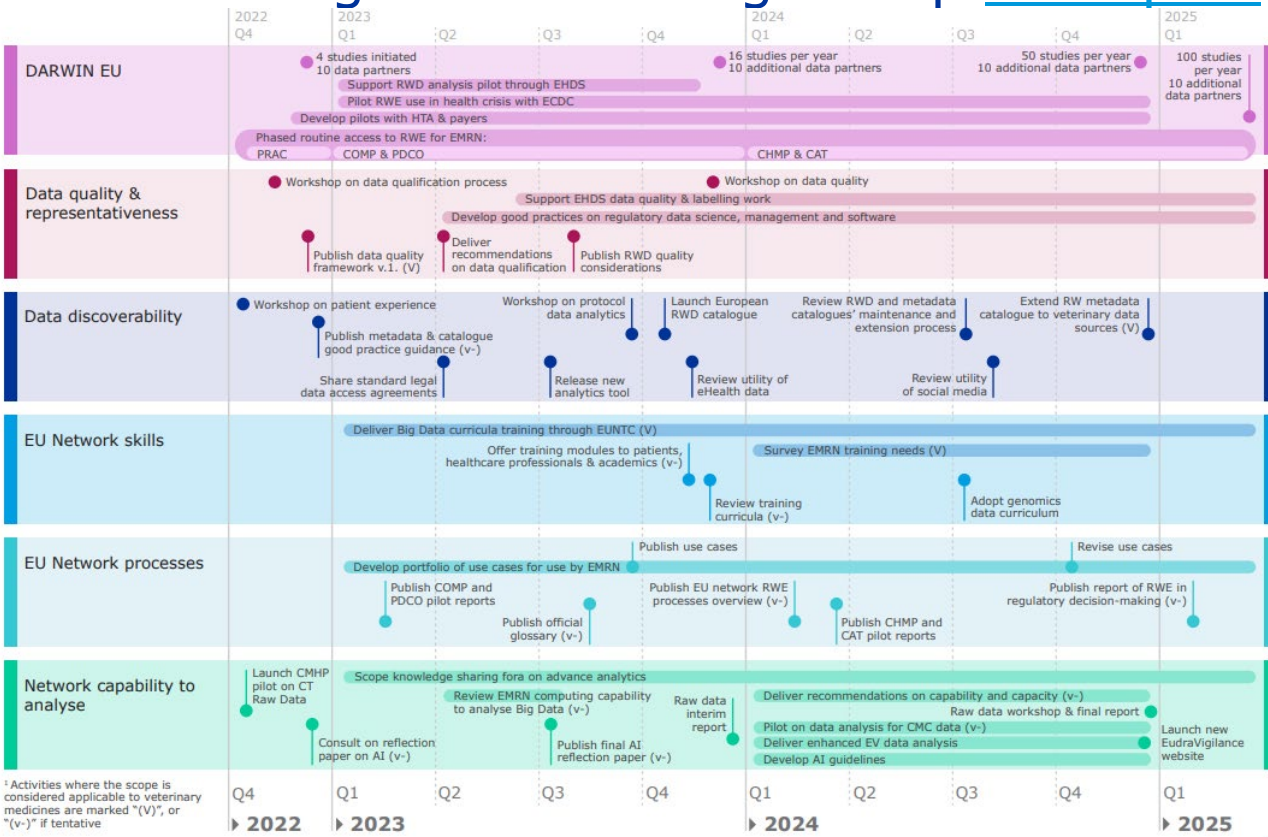 2022
2023
2024
2025
Q4
Q1
Q2
Q3
Q4
Q1
Q2
Q3
Q4
Q1
DARWIN EU
4 studies initiated
10 data partners
16 studies per year
10 additional data partners
50 studies per year
10 additional data partners
100 studies
per year
10 additional
data partners
Support RWD analysis pilot through EHDS
Pilot RWE use in health crisis with ECDC
Develop pilots with HTA & payers
Phased routine access to RWE for EMRN:
PRAC
COMP & PDCO
CHMP & CAT
Data quality &
representativeness
Workshop on data qualification process
Workshop on data quality
Support EHDS data quality & labelling work
Develop good practices on regulatory data science, management and software
Publish data quality
framework v.1. (V)
Deliver
recommendations
on data qualification
Publish RWD quality
considerations
Data discoverability
Workshop on patient experience
Publish metadata & catalogue
good practice guidance (v-)
Share standard legal
data access agreements
Workshop on protocol
data analytics
Release new
analytics tool
Launch European
RWD catalogue
Review utility of
eHealth data
Review RWD and metadata
catalogues' maintenance and
extension process
Review utility
of social media
Extend RW metadata
catalogue to veterinary data
sources (V)
EU Network skills
Deliver Big Data curricula training through EUNTC (V)
Offer training modules to patients,
healthcare professionals & academics (v-)
Survey EMRN training needs (V)
Review training
curricula (v-)
Adopt genomics
data curriculum
EU Network processes
Publish use cases
Revise use cases
Develop portfolio of use cases for use by EMRN
Publish COMP and
PDCO pilot reports
Publish official
glossary (v-)
Publish EU network RWE
processes overview (v-)
Publish CHMP and
CAT pilot reports
Publish report of RWE in
regulatory decision-making (v-)
Network capability to
analyse
Launch CMHP
pilot on CT
Raw Data
Consult on reflection
paper on AI (v-)
Scope knowledge sharing fora on advance analytics
Review EMRN computing capability
to analyse Big Data (v-)
Publish final AI
reflection paper (v-)
Raw data
interim
report
Deliver recommendations on capability and capacity (v-)
Raw data workshop & final report
Pilot on data analysis for CMC data (v-)
Deliver enhanced EV data analysis
Develop AI guidelines
Launch new
EudraVigilance
website
1 Activities where the scope is
considered applicable to veterinary
medicines are marked "(V)", or
"(v-)" if tentative
Q4
Q1
Q2
Q3
Q4
Q1
Q2
Q3
Q4
Q1
2022
2023
2024
2025